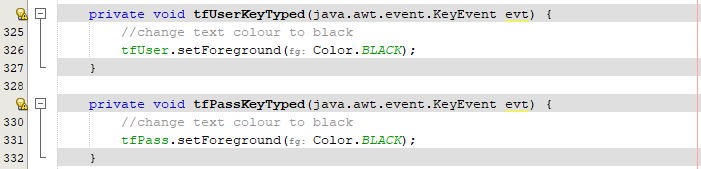 private void tfUserKeyTyped(java.awt.event.KeyEvent evt) {
325 //change text colour to black
326 tfUser.setForeground(fg: Color.BLACK);
327 }
328
private void tfPassKeyTyped(java.awt.event.KeyEvent evt) {
330 //change text colour to black
331 tfPass.setForeground(fg: Color.BLACK);
332 }